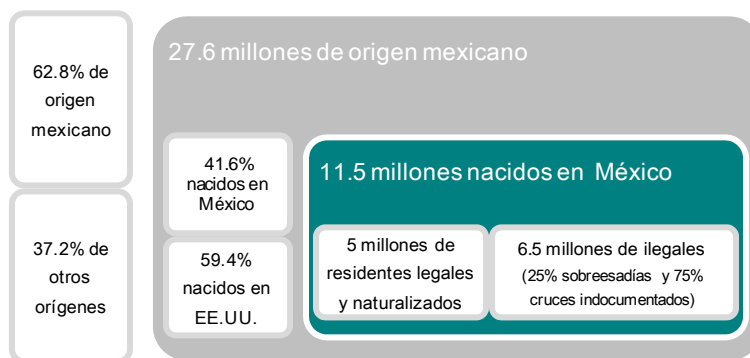 62.8% de
origen
mexicano
37.2% de
otros
orígenes
27.6 millones de origen mexicano
41.6%
nacidos en
México
59.4%
nacidos en
EE.UU.
11.5 millones nacidos en México
5 millones de
residentes legales
y naturalizados
6.5 millones de ilegales
(25% sobreesadías y 75%
cruces indocumentados)